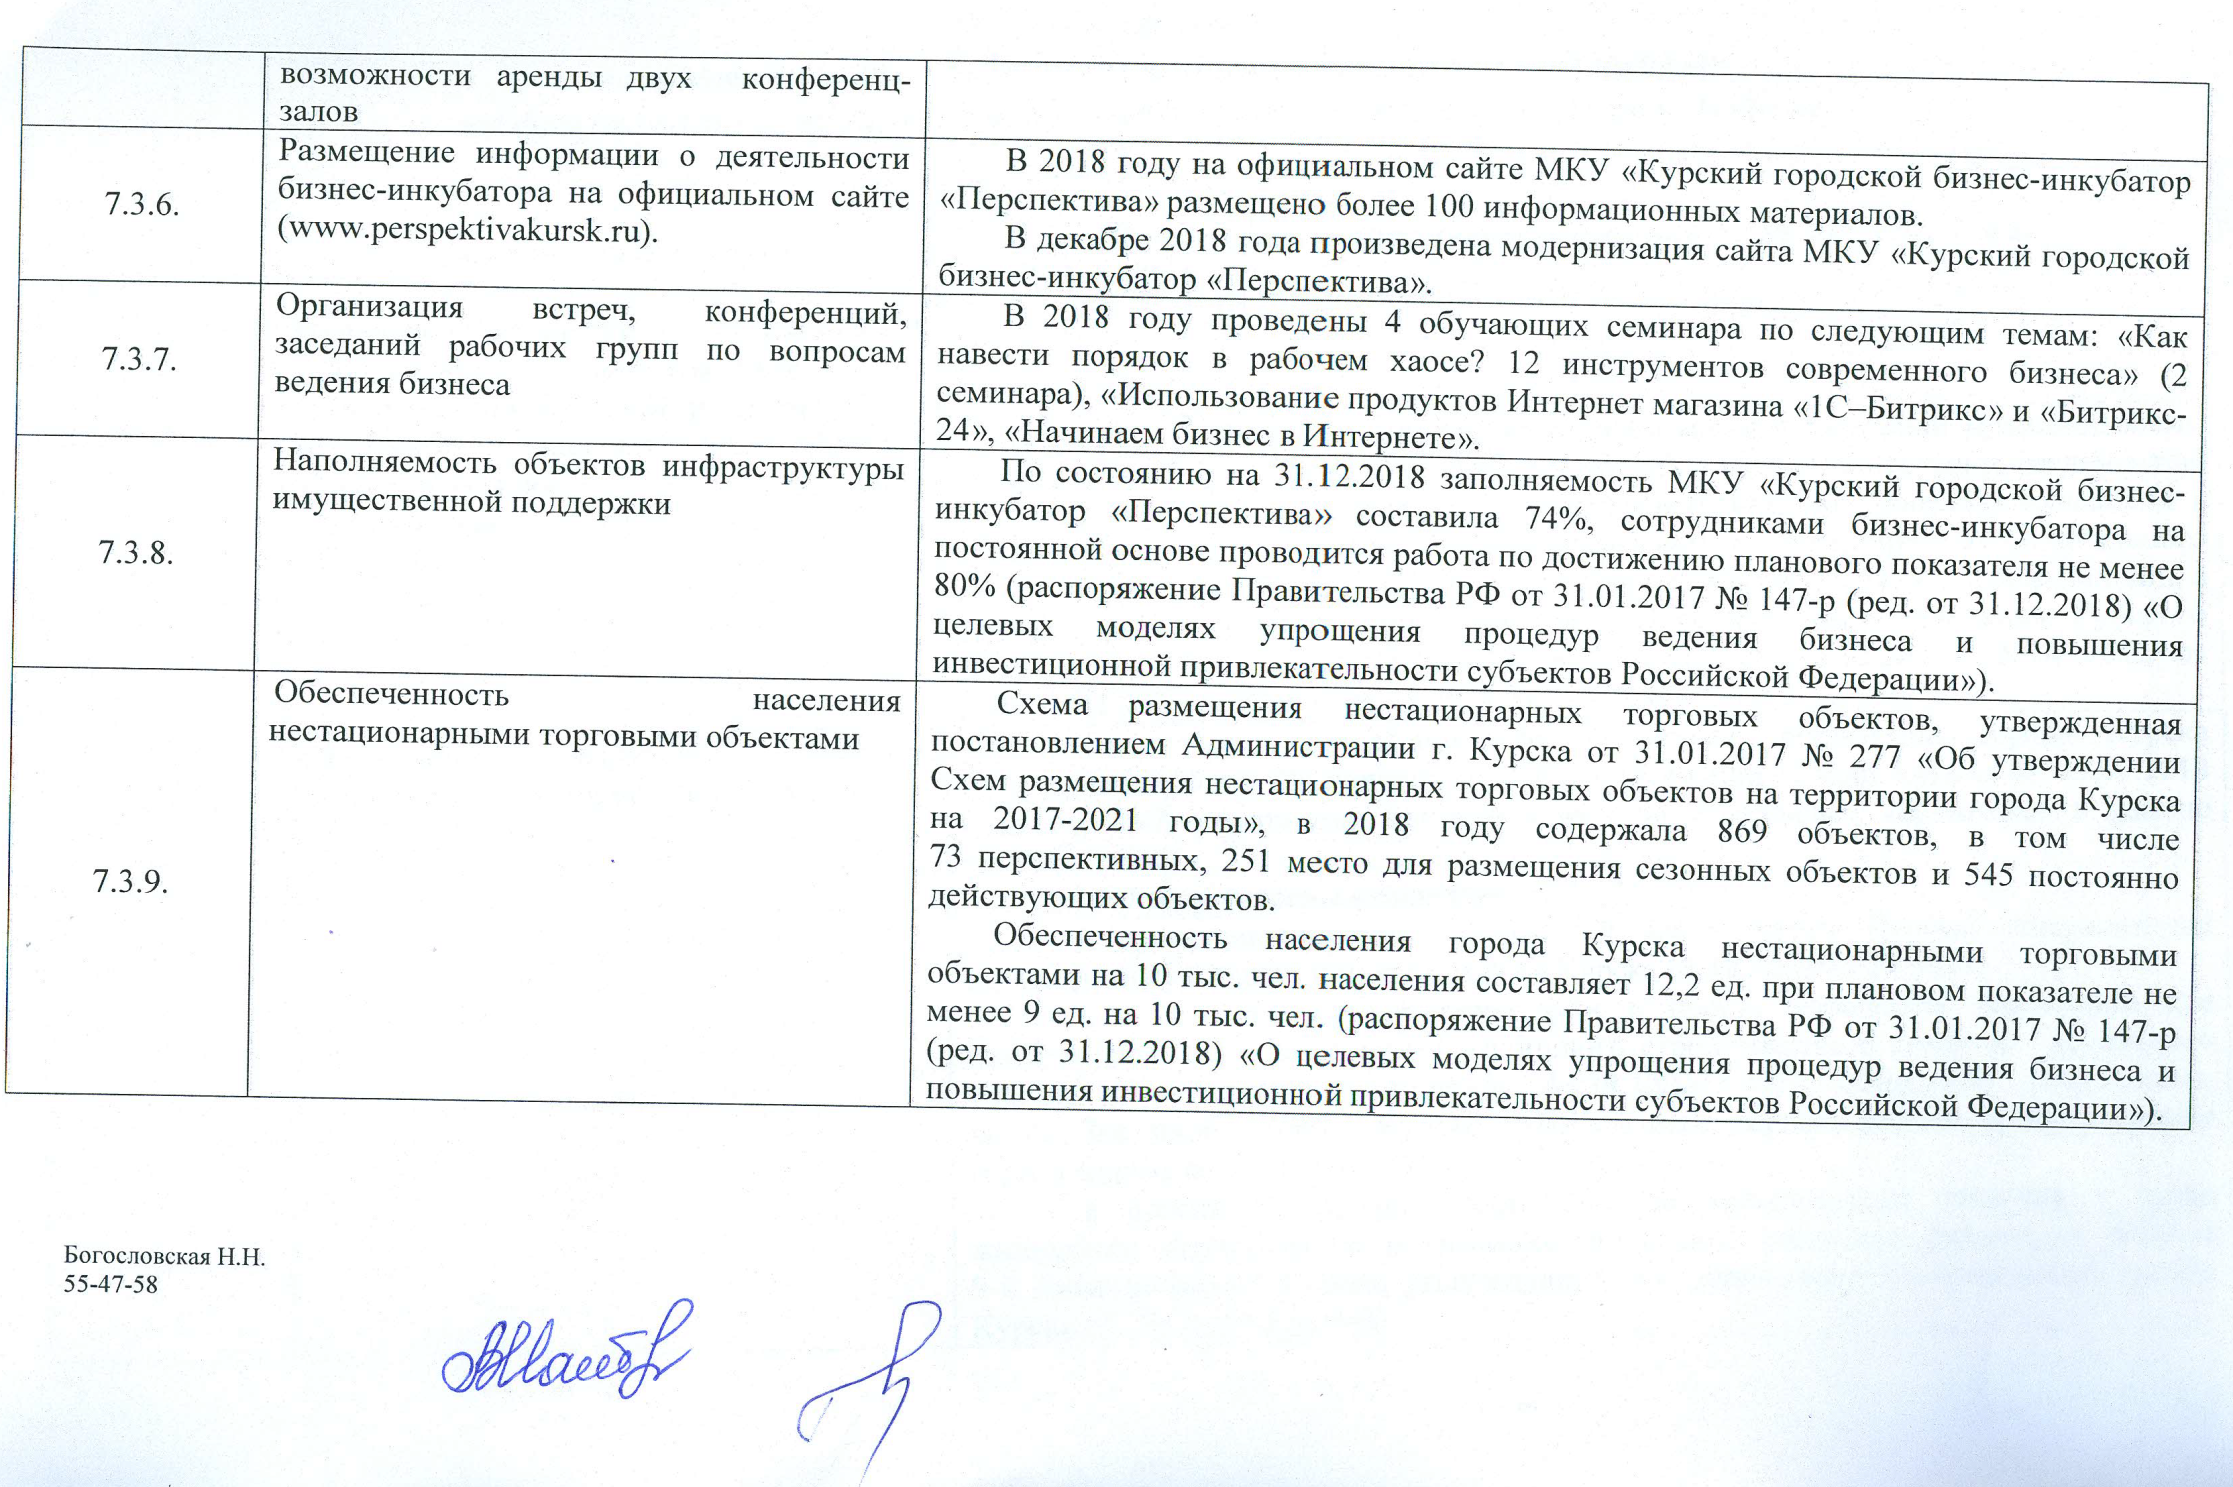 возможности аренды двух конференц-
залов
7.3.6.
Размещение информации о деятельности
бизнес-инкубатора на официальном сайте
(www.perspektivakursk.ru).
В 2018 году на официальном сайте МКУ «Курский городской бизнес-инкубатор
«Перспектива» размещено более 100 информационных материалов.
В декабре 2018 года произведена модернизация сайта МКУ «Курский городской
бизнес-инкубатор «Перспектива».
7.3.7.
Организация встреч, конференций,
заседаний рабочих групп по вопросам
ведения бизнеса
В 2018 году проведены 4 обучающих семинара по следующим темам: «Как
навести порядок в рабочем хаосе? 12 инструментов современного бизнеса» (2
семинара), «Использование продуктов Интернет магазина «1С–Битрикс» и «Битрикс-
24», «Начинаем бизнес в Интернете».
7.3.8.
Наполняемость объектов инфраструктуры
имущественной поддержки
По состоянию на 31.12.2018 заполняемость МКУ «Курский городской бизнес-
инкубатор «Перспектива» составила 74%, сотрудниками бизнес-инкубатора на
постоянной основе проводится работа по достижению планового показателя не менее
80% (распоряжение Правительства РФ от 31.01.2017 № 147-р (ред. от 31.12.2018) «О
целевых моделях упрощения процедур ведения бизнеса и повышения
инвестиционной привлекательности субъектов Российской Федерации»).
7.3.9.
Обеспеченность населения
нестационарными торговыми объектами
Схема размещения нестационарных торговых объектов, утвержденная
постановлением Администрации г. Курска от 31.01.2017 № 277 «Об утверждении
Схем размещения нестационарных торговых объектов на территории города Курска
на 2017-2021 годы», в 2018 году содержала 869 объектов, в том числе
73 перспективных, 251 место для размещения сезонных объектов и 545 постоянно
действующих объектов.
Обеспеченность населения города Курска нестационарными торговыми
объектами на 10 тыс. чел. населения составляет 12,2 ед. при плановом показателе не
менее 9 ед. на 10 тыс. чел. (распоряжение Правительства РФ от 31.01.2017 № 147-р
(ред. от 31.12.2018) «О целевых моделях упрощения процедур ведения бизнеса и
повышения инвестиционной привлекательности субъектов Российской Федерации»).
Богословская Н.Н.
55-47-58